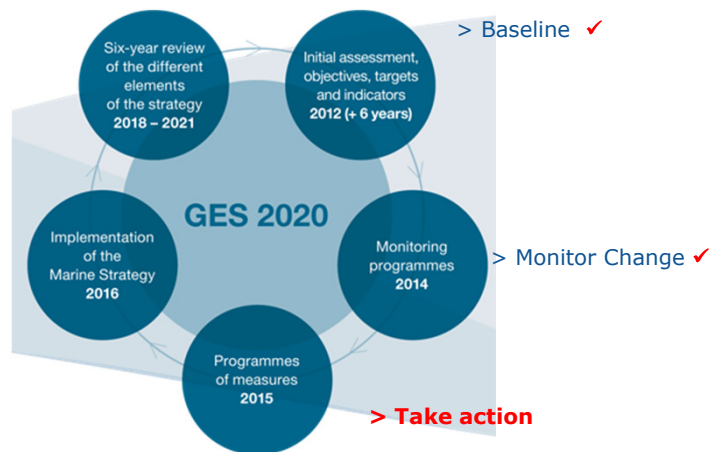 Six-year review
of the different
elements
of the strategy
2018 – 2021
Initial assessment,
objectives, targets
and indicators
2012 (+ 6 years)
> Baseline ✓
GES 2020
Implementation
of the
Marine Strategy
2016
Monitoring
programmes
2014
> Monitor Change ✓
Programmes
of measures
2015
> Take action